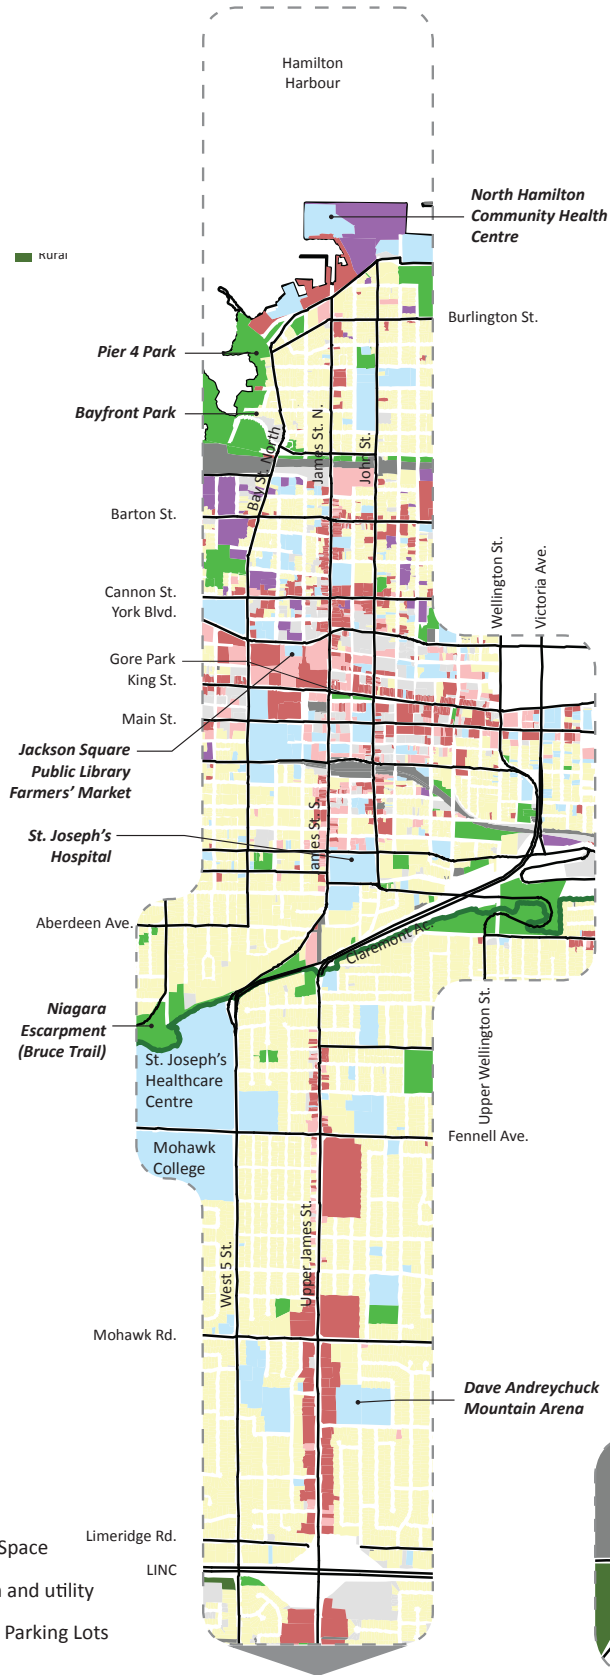 Hamilton
Harbour
North Hamilton
Community Health
Centre
Rural
Burlington St.
Pier 4 Park
Bayfront Park
Bay St. North
James St. N.
John St.
Barton St.
Wellington St.
Victoria Ave.
Cannon St.
York Blvd.
Gore Park
King St.
Main St.
Jackson Square
Public Library
Farmers’ Market
James St. S.
St. Joseph’s
Hospital
Aberdeen Ave.
Claremont Ac.
Niagara
Escarpment
(Bruce Trail)
St. Joseph’s
Healthcare
Centre
Upper Wellington St.
Fennell Ave.
Mohawk
College
West 5 St.
Upper James St.
Mohawk Rd.
Dave Andreychuck
Mountain Arena
Limeridge Rd.
Space
LINC
and utility
Parking Lots